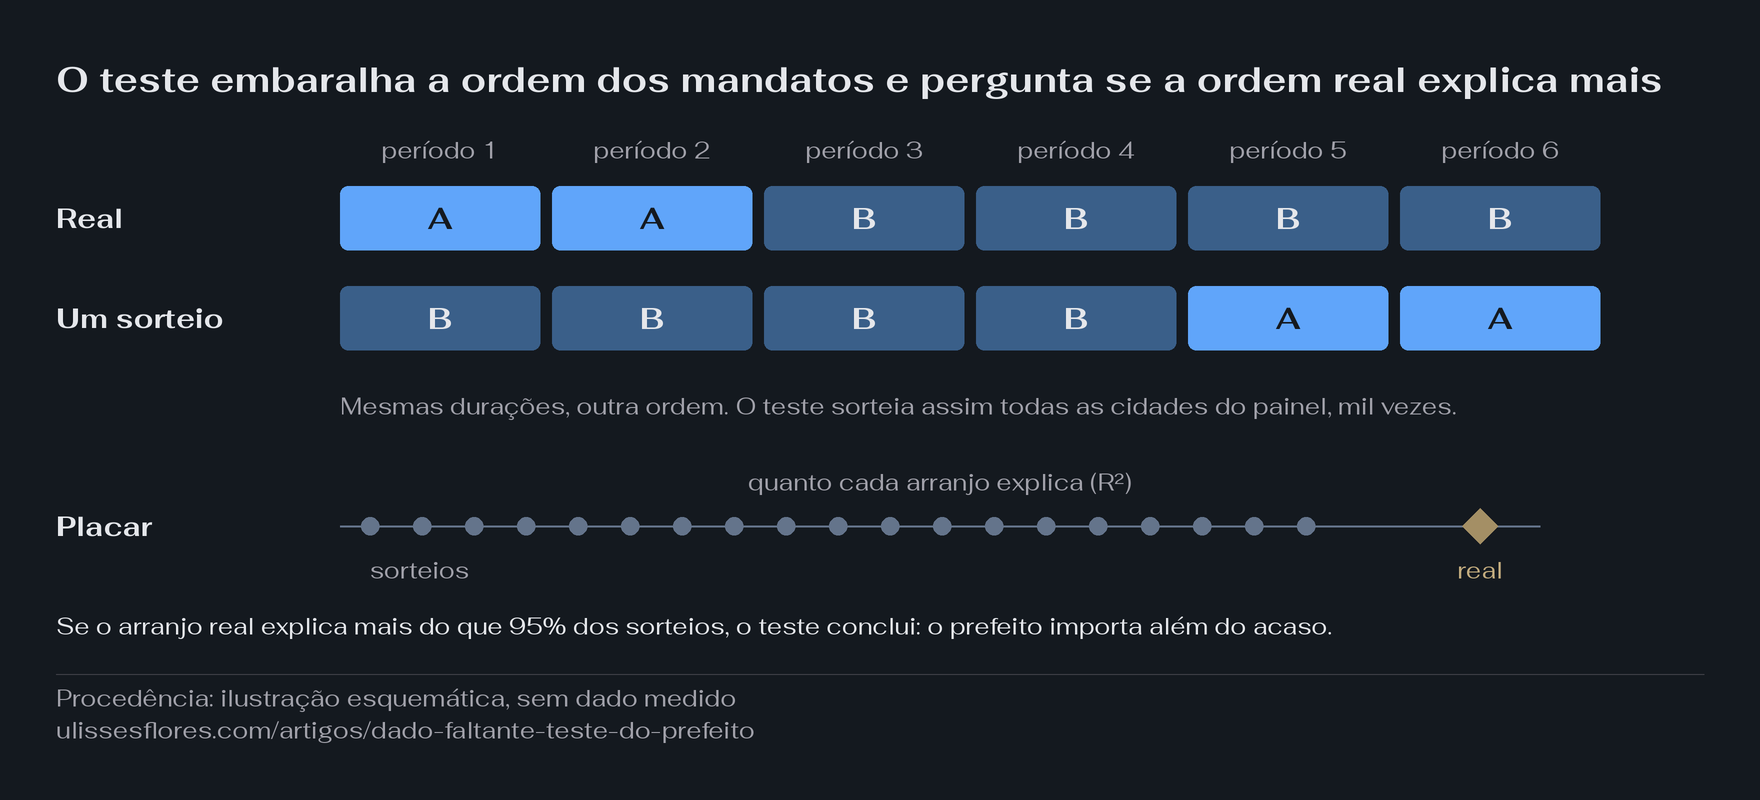 O teste embaralha a ordem dos mandatos e pergunta se a ordem real explica mais
período 1 período 2 período 3 período 4 período 5 período 6
Real A A B B B B
Um sorteio B B B B A A
Mesmas durações, outra ordem. O teste sorteia assim todas as cidades do painel, mil vezes.
quanto cada arranjo explica (R²)
Placar
sorteios real
Se o arranjo real explica mais do que 95% dos sorteios, o teste conclui: o prefeito importa além do acaso.
Procedência: ilustração esquemática, sem dado medido
ulissesflores.com/artigos/dado-faltante-teste-do-prefeito